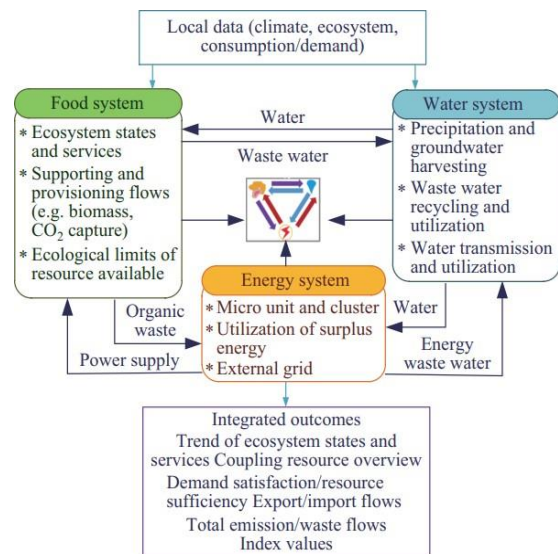 Local data (climate, ecosystem,
consumption/demand)
Food system
* Ecosystem states
and services
* Supporting and
provisioning flows
(e.g. biomass,
CO₂ capture)
* Ecological limits of
resource available
Water
Waste water
Water system
* Precipitation and
groundwater
harvesting
* Waste water
recycling and
utilization
* Water transmission
and utilization
Energy system
* Micro unit and cluster
* Utilization of surplus
energy
* External grid
Organic
waste
Power supply
Water
Energy
waste water
Integrated outcomes
Trend of ecosystem states and
services Coupling resource overview
Demand satisfaction/resource
sufficiency Export/import flows
Total emission/waste flows
Index values